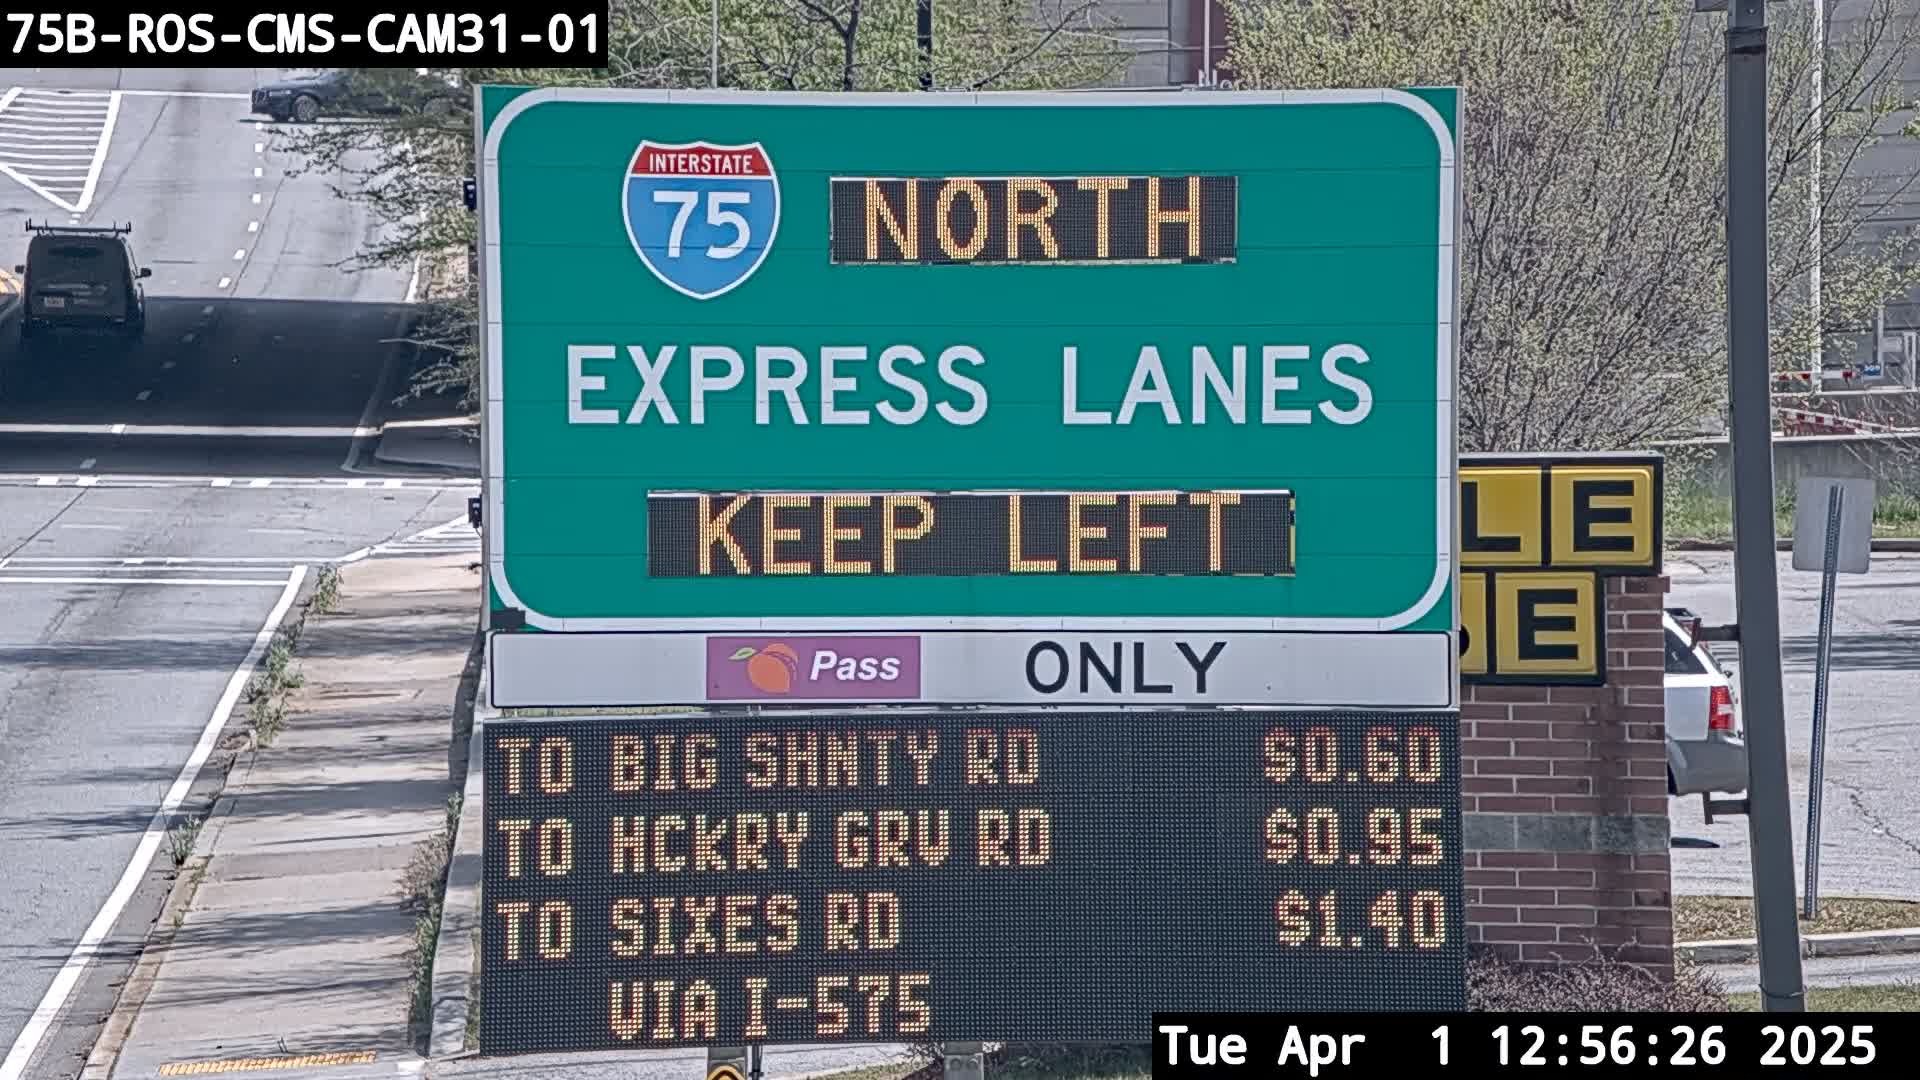 75B-ROS-CMS-CAM31-01
INTERSTATE
75
NORTH
EXPRESS LANES
KEEP LEFT
Pass ONLY
TO BIG SHNTY RD $0.60
TO HCKRY GRV RD $0.95
TO SIXES RD $1.40
VIA I-575
LE
E
Tue Apr 1 12:56:26 2025